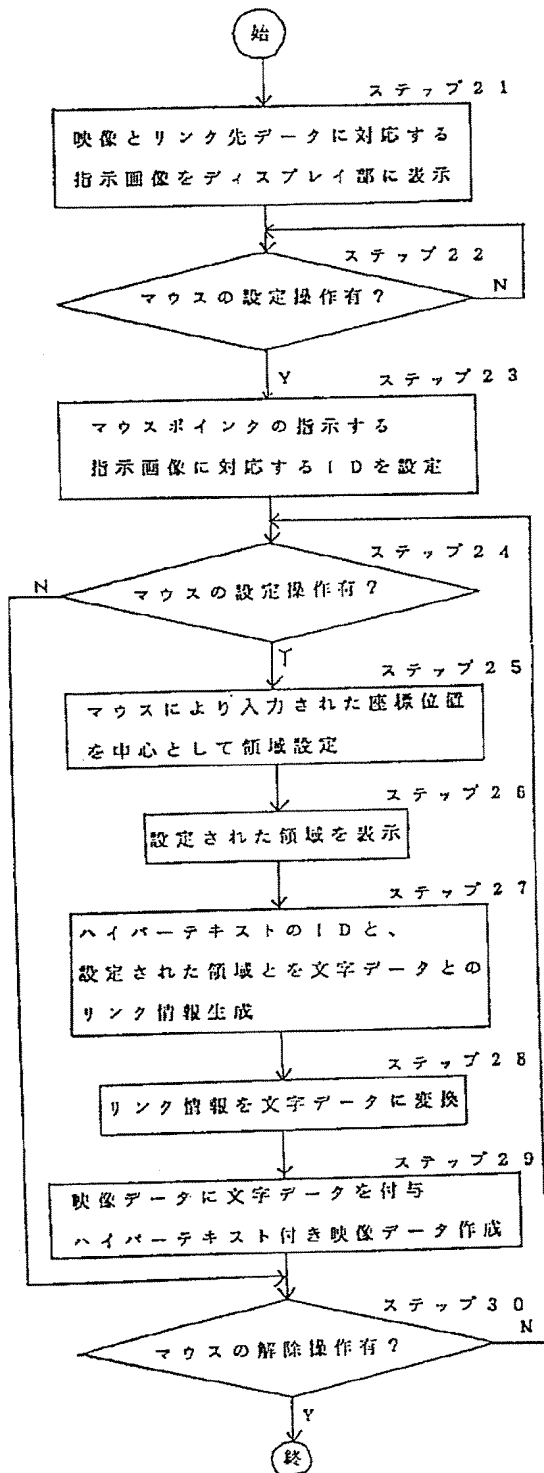 始
ステップ21
映像とリンク先データに対応する
指示画像をディスプレイ部に表示
ステップ22
マウスの設定操作有？
N
Y
ステップ23
マウスポインクの指示する
指示画像に対応するIDを設定
ステップ24
N
マウスの設定操作有？
Y
ステップ25
マウスにより入力された座標位置
を中心として領域設定
ステップ26
設定された領域を表示
ステップ27
ハイパーテキストのIDと、
設定された領域とを文字データとの
リンク情報生成
ステップ28
リンク情報を文字データに変換
ステップ29
映像データに文字データを付与
ハイパーテキスト付き映像データ作成
ステップ30
マウスの解除操作有？
N
Y
終